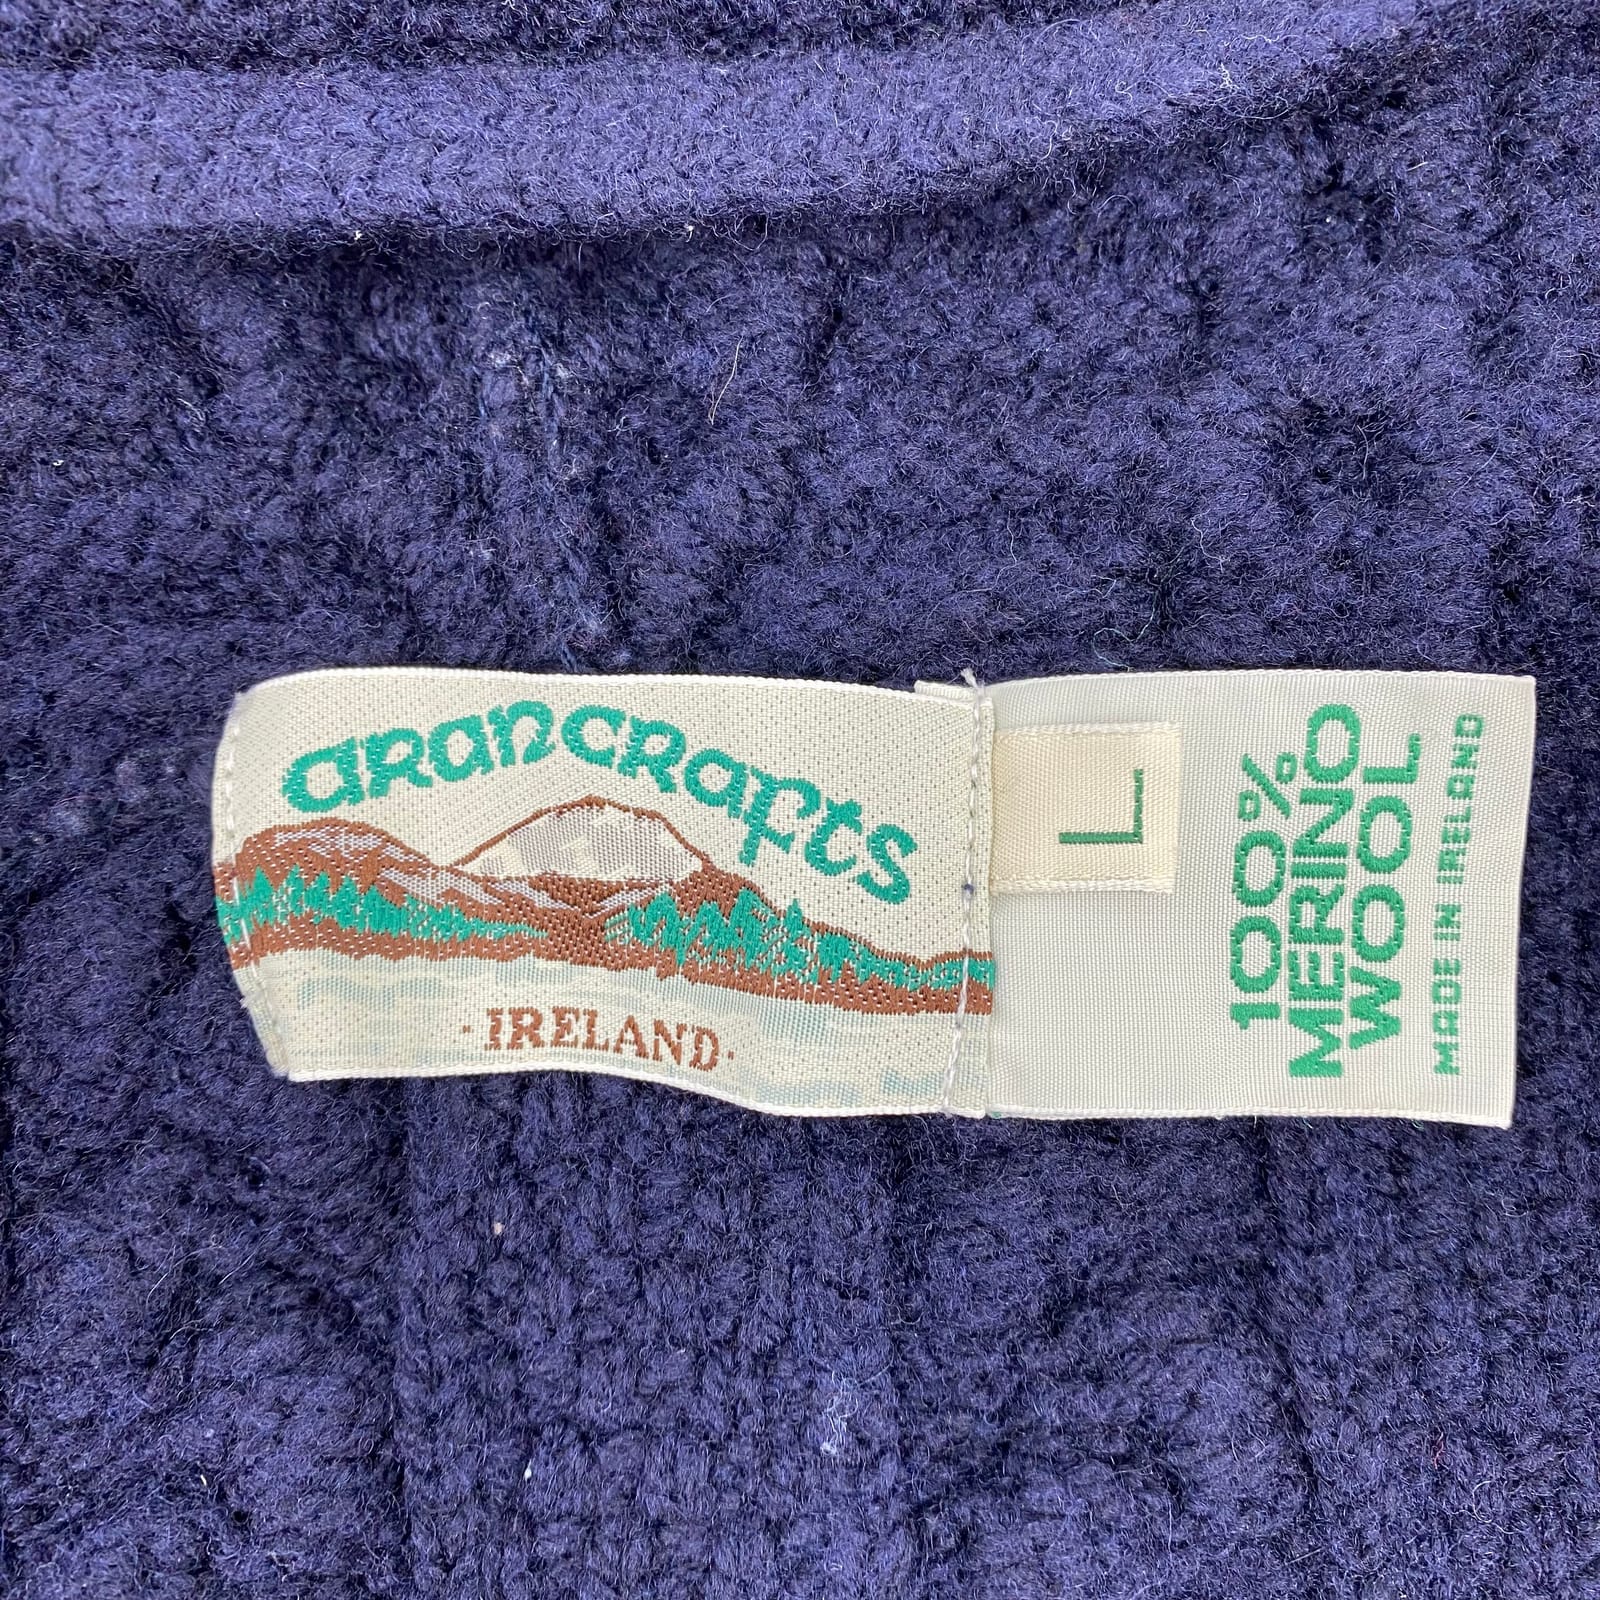 arancrafts
·IRELAND·
L
100%
MERINO
WOOL
MADE IN IRELAND